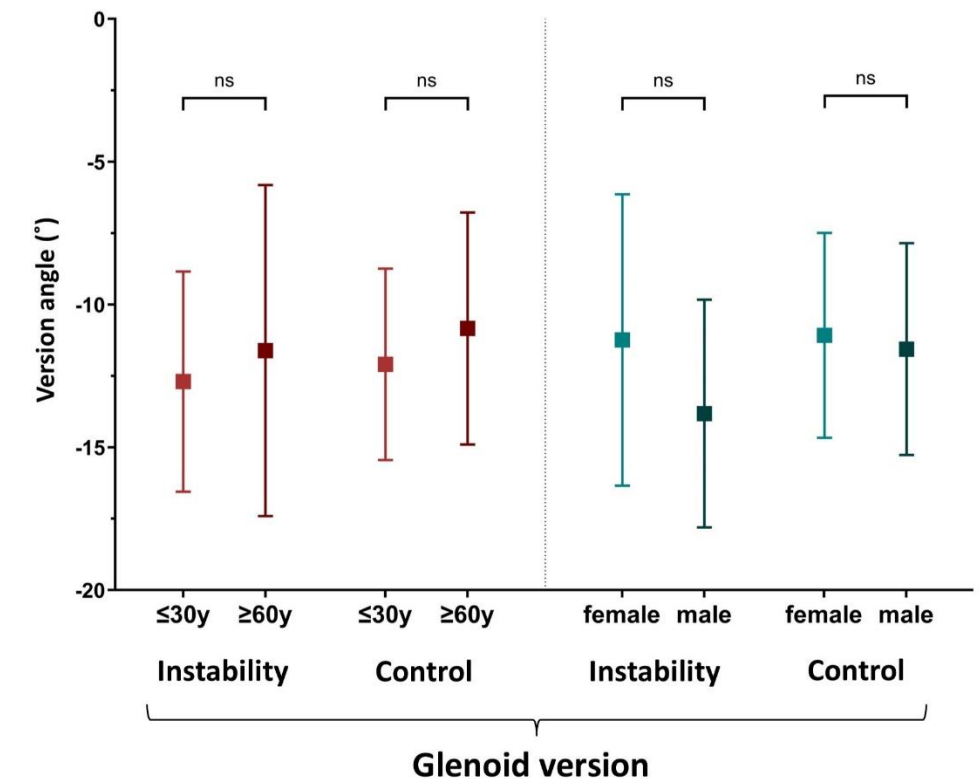 0
ns ns ns ns
-5
-10
-15
-20
Version angle (°)
≤30y ≥60y ≤30y ≥60y female male female male
Instability Control Instability Control
Glenoid version